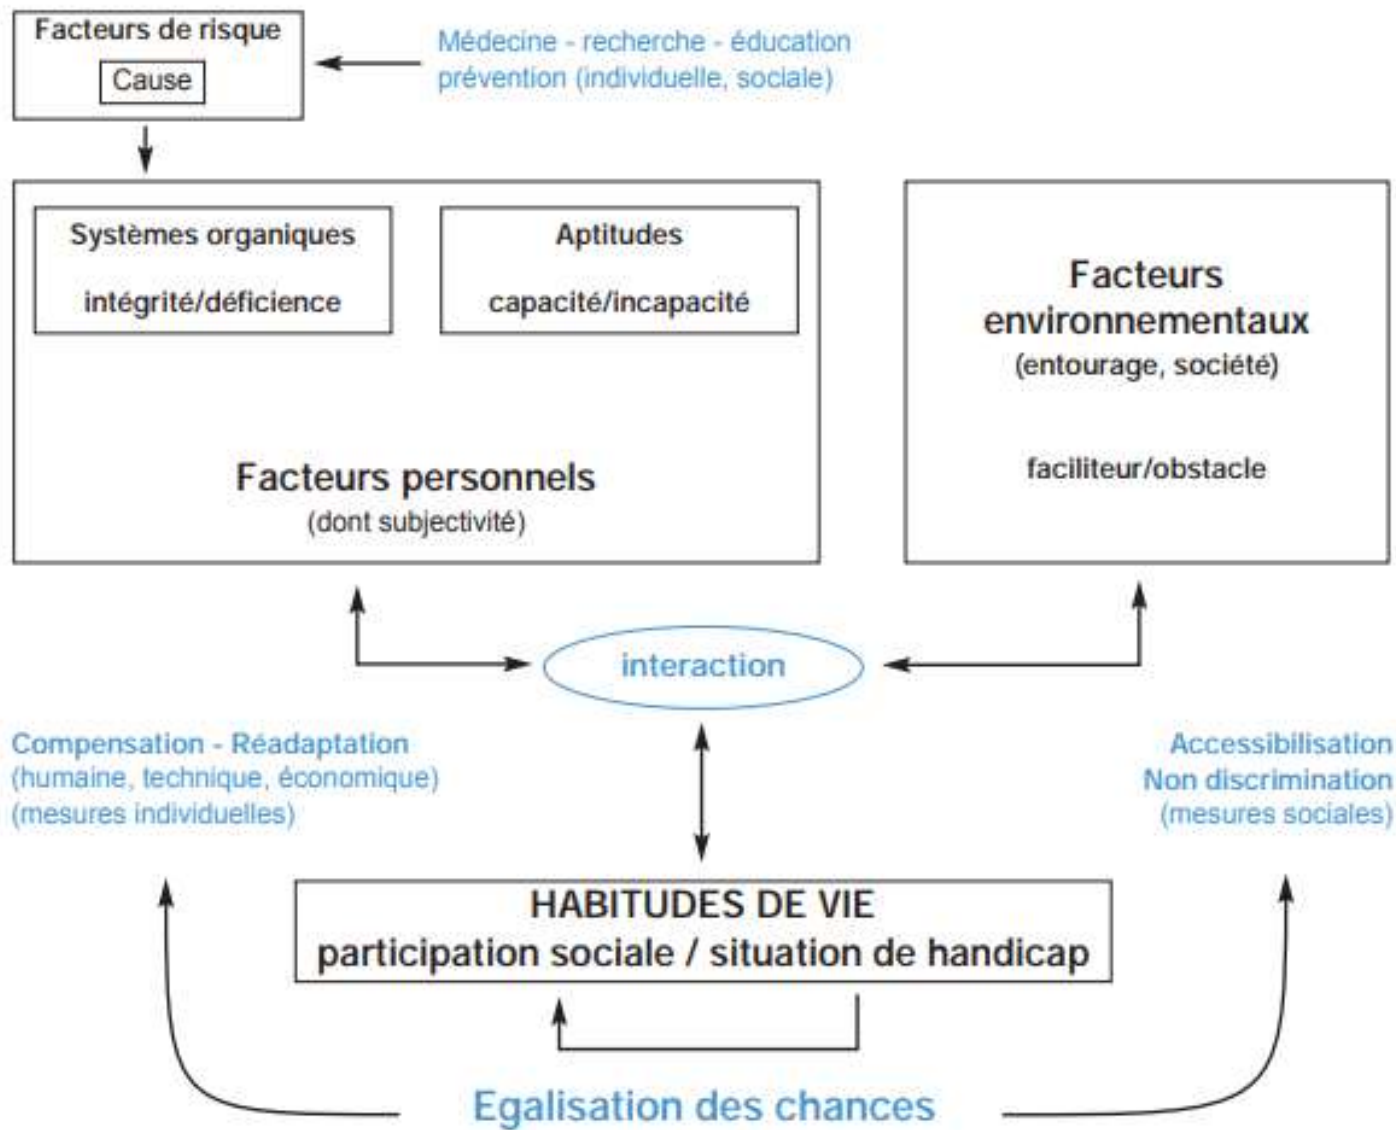 Facteurs de risque
Cause
Médecine - recherche - éducation
prévention (individuelle, sociale)
Systèmes organiques
intégrité/déficience
Aptitudes
capacité/incapacité
Facteurs personnels
(dont subjectivité)
Facteurs
environnementaux
(entourage, société)
faciliteur/obstacle
interaction
Compensation - Réadaptation
(humaine, technique, économique)
(mesures individuelles)
Accessibilisation
Non discrimination
(mesures sociales)
HABITUDES DE VIE
participation sociale / situation de handicap
Egalisation des chances